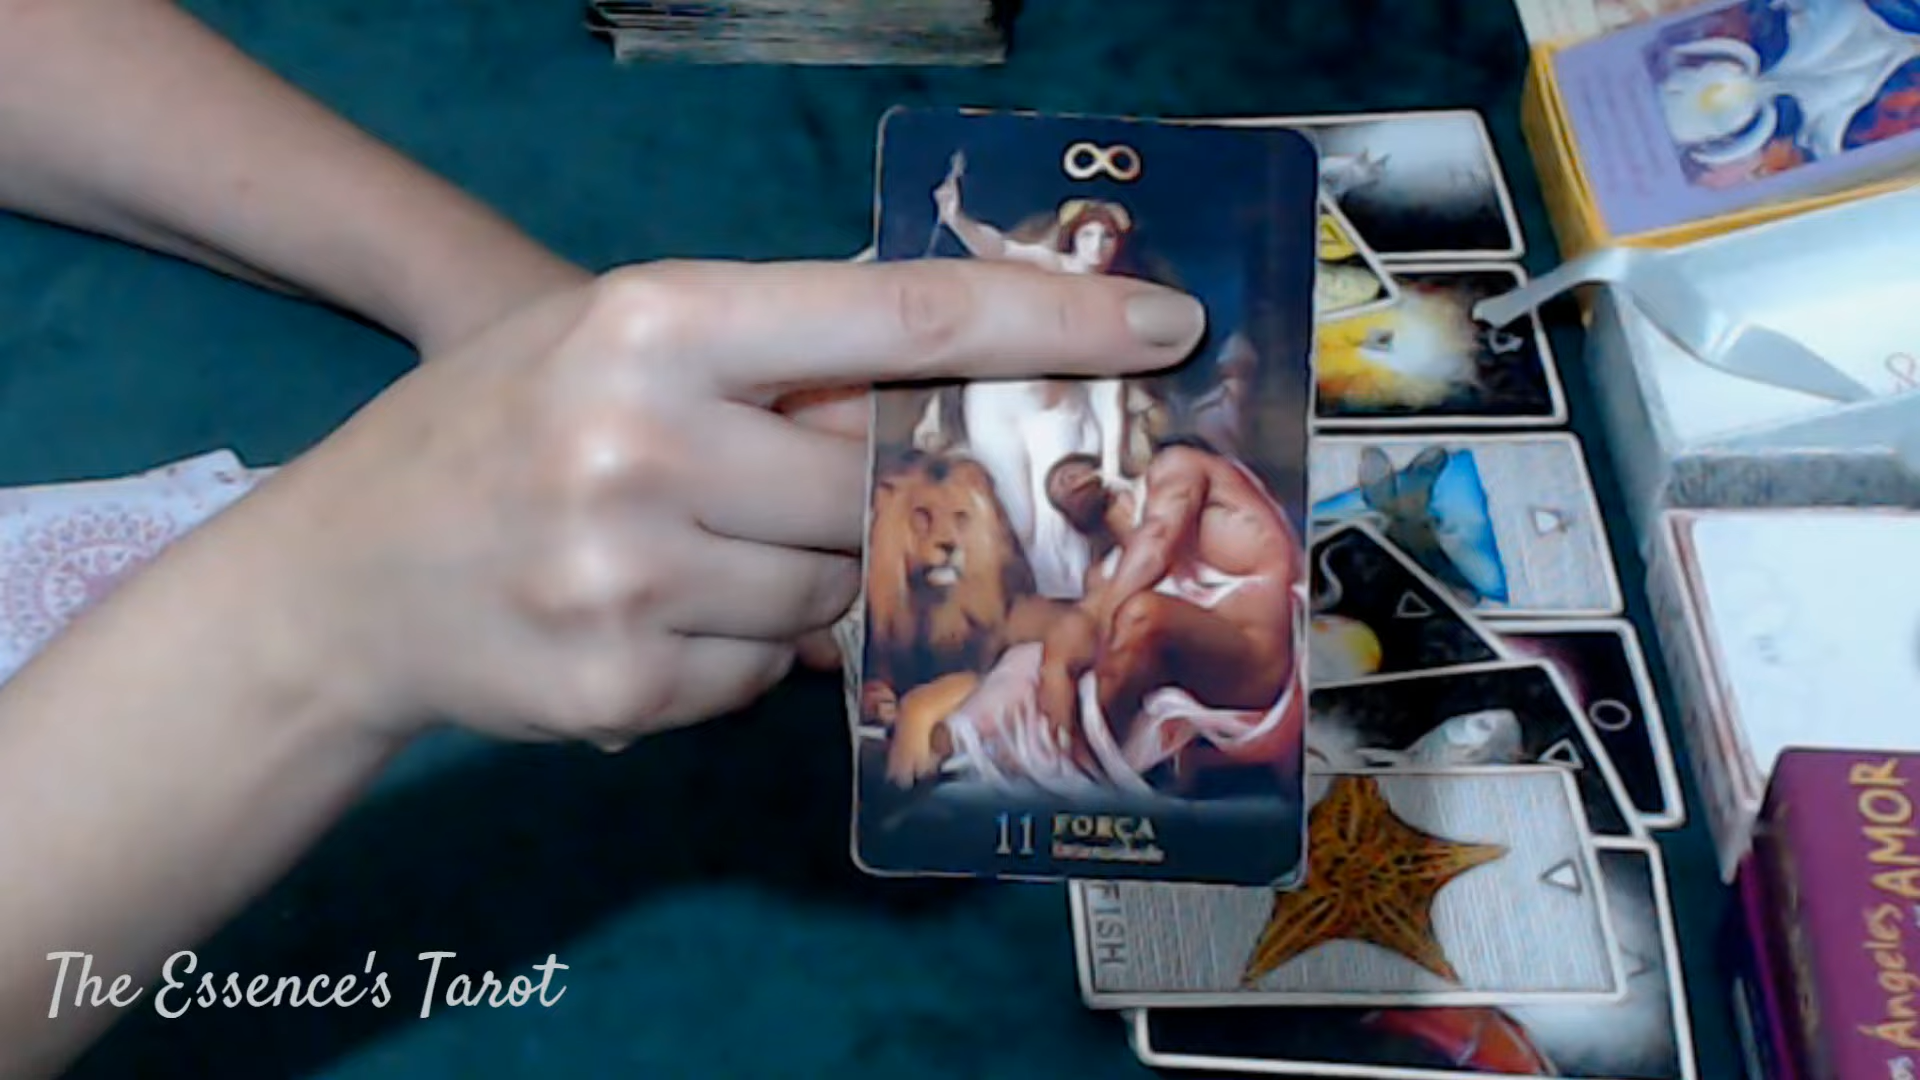 11 FORÇA
FISH
Ángeles AMOR
The Essence's Tarot